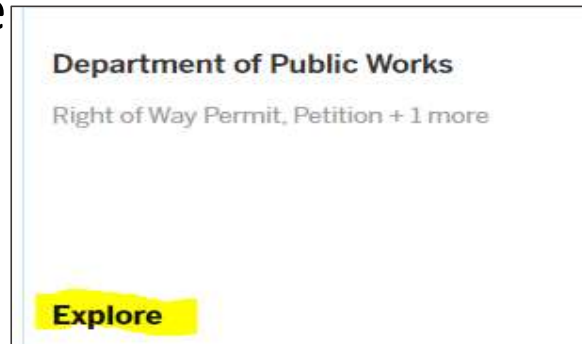 e
Department of Public Works
Right of Way Permit, Petition + 1 more
Explore